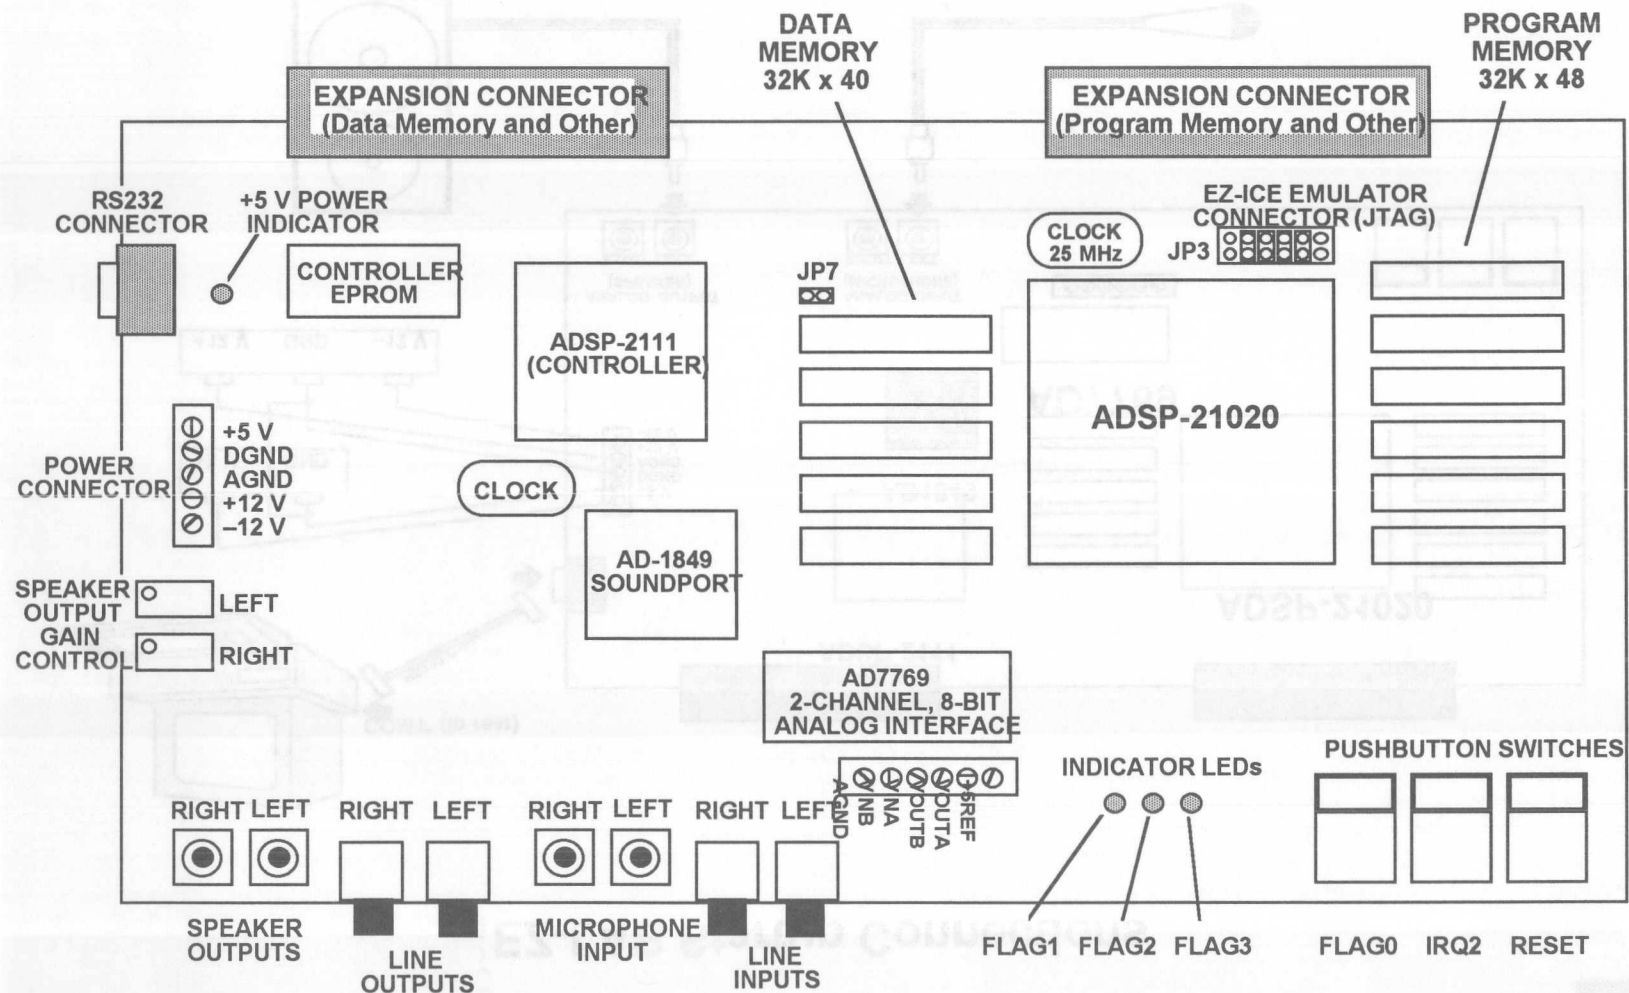 DATA
MEMORY
32K x 40
PROGRAM
MEMORY
32K x 48
EXPANSION CONNECTOR
(Data Memory and Other)
EXPANSION CONNECTOR
(Program Memory and Other)
RS232
CONNECTOR
+5 V POWER
INDICATOR
CONTROLLER
EPROM
ADSP-2111
(CONTROLLER)
JP7
CLOCK
25 MHz
EZ-ICE EMULATOR
CONNECTOR (JTAG)
JP3
ADSP-21020
POWER
CONNECTOR
+5 V
DGND
AGND
+12 V
–12 V
CLOCK
AD-1849
SOUNDPORT
SPEAKER
OUTPUT
GAIN
CONTROL
LEFT
RIGHT
AD7769
2-CHANNEL, 8-BIT
ANALOG INTERFACE
AGND
VINB
VINA
VOUTB
VOUTA
+5REF
INDICATOR LEDs
PUSHBUTTON SWITCHES
RIGHT LEFT
RIGHT LEFT
RIGHT LEFT
RIGHT LEFT
SPEAKER
OUTPUTS
LINE
OUTPUTS
MICROPHONE
INPUT
LINE
INPUTS
FLAG1 FLAG2 FLAG3
FLAG0 IRQ2 RESET